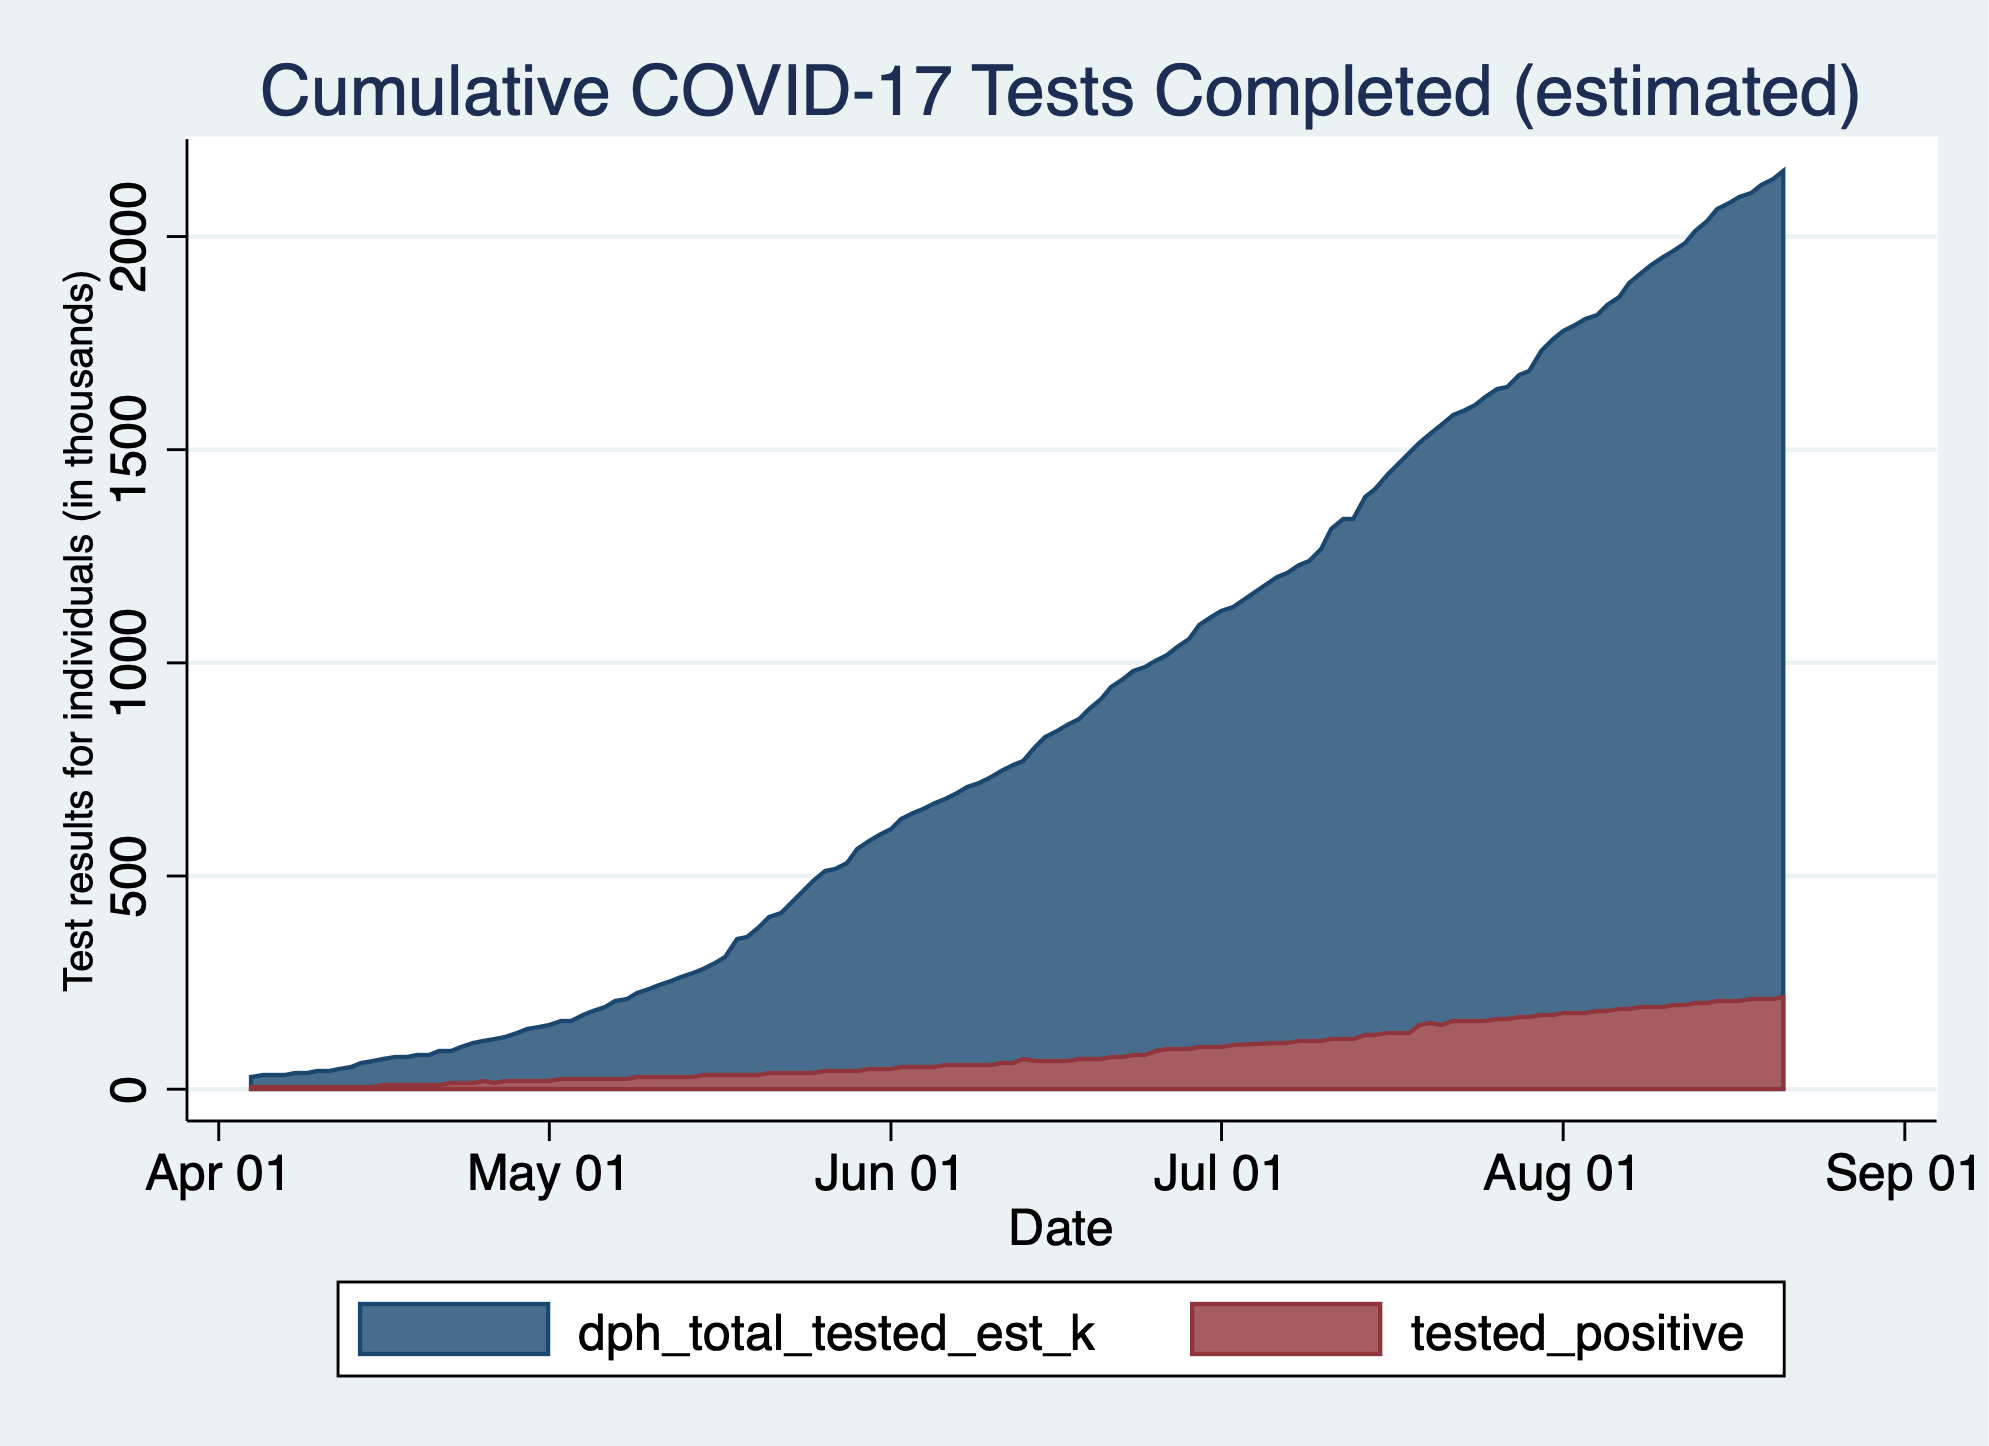 Cumulative COVID-17 Tests Completed (estimated)
Test results for individuals (in thousands)
2000
1500
1000
500
0
Apr 01
May 01
Jun 01
Jul 01
Aug 01
Sep 01
Date
dph_total_tested_est_k
tested_positive